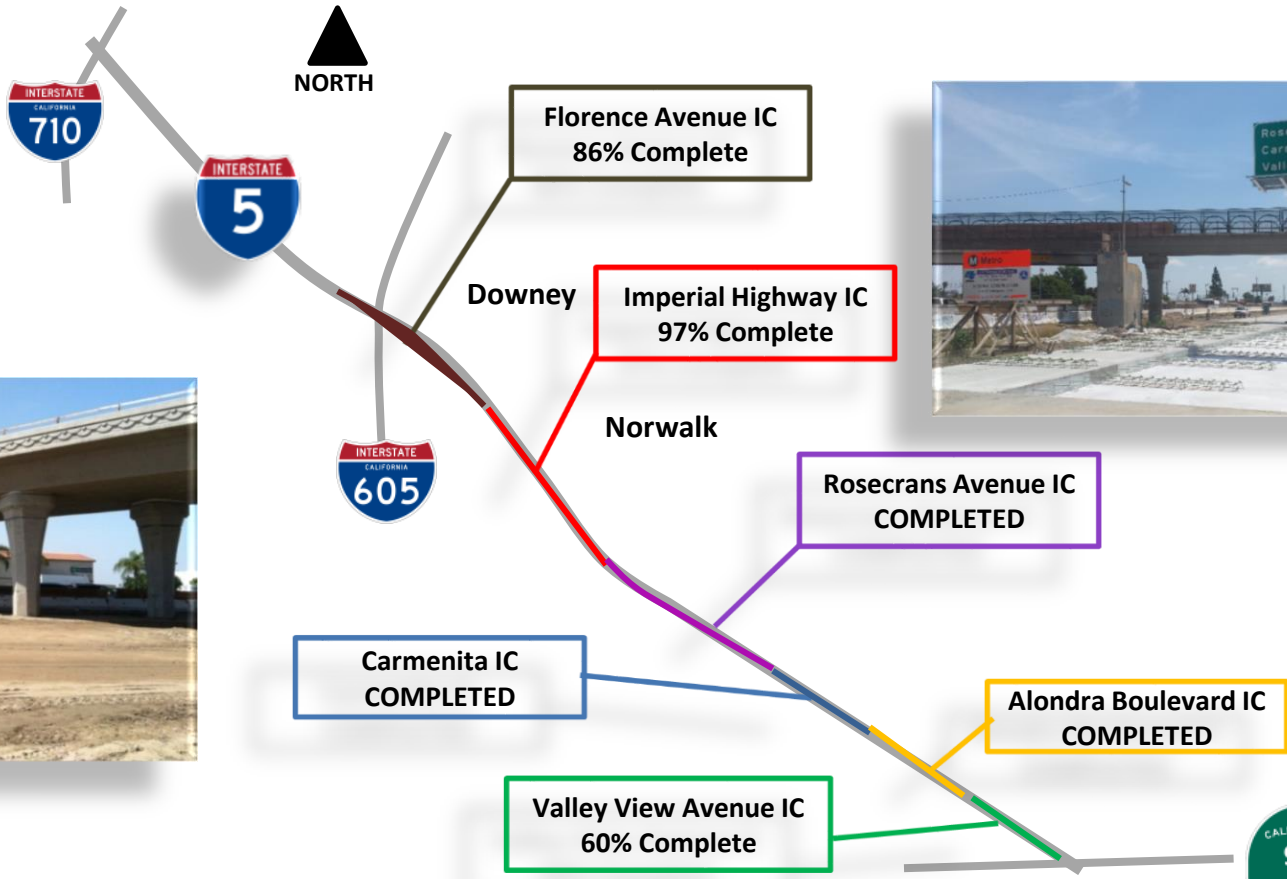 NORTH
INTERSTATE
CALIFORNIA
710
INTERSTATE
5
Florence Avenue IC
86% Complete
Metro
Downey
Imperial Highway IC
97% Complete
Norwalk
INTERSTATE
CALIFORNIA
605
Rosecrans Avenue IC
COMPLETED
Carmenita IC
COMPLETED
Alondra Boulevard IC
COMPLETED
Valley View Avenue IC
60% Complete